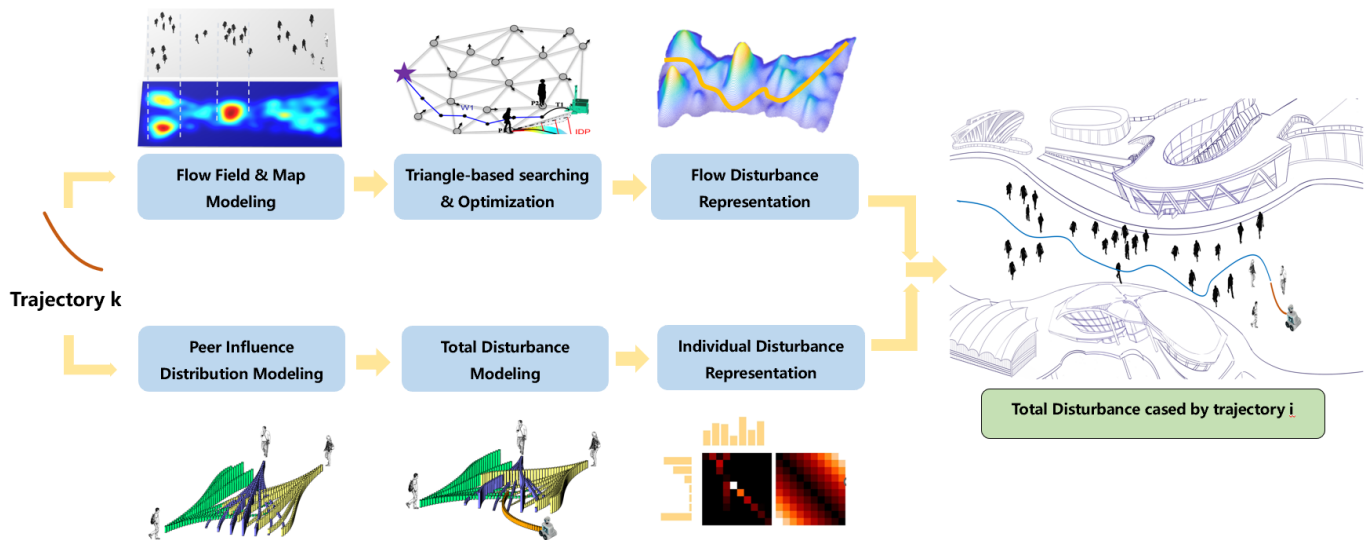 W1
P2
T1
IDP
Flow Field & Map
Modeling
Triangle-based searching
& Optimization
Flow Disturbance
Representation
Trajectory k
Peer Influence
Distribution Modeling
Total Disturbance
Modeling
Individual Disturbance
Representation
Total Disturbance cased by trajectory i